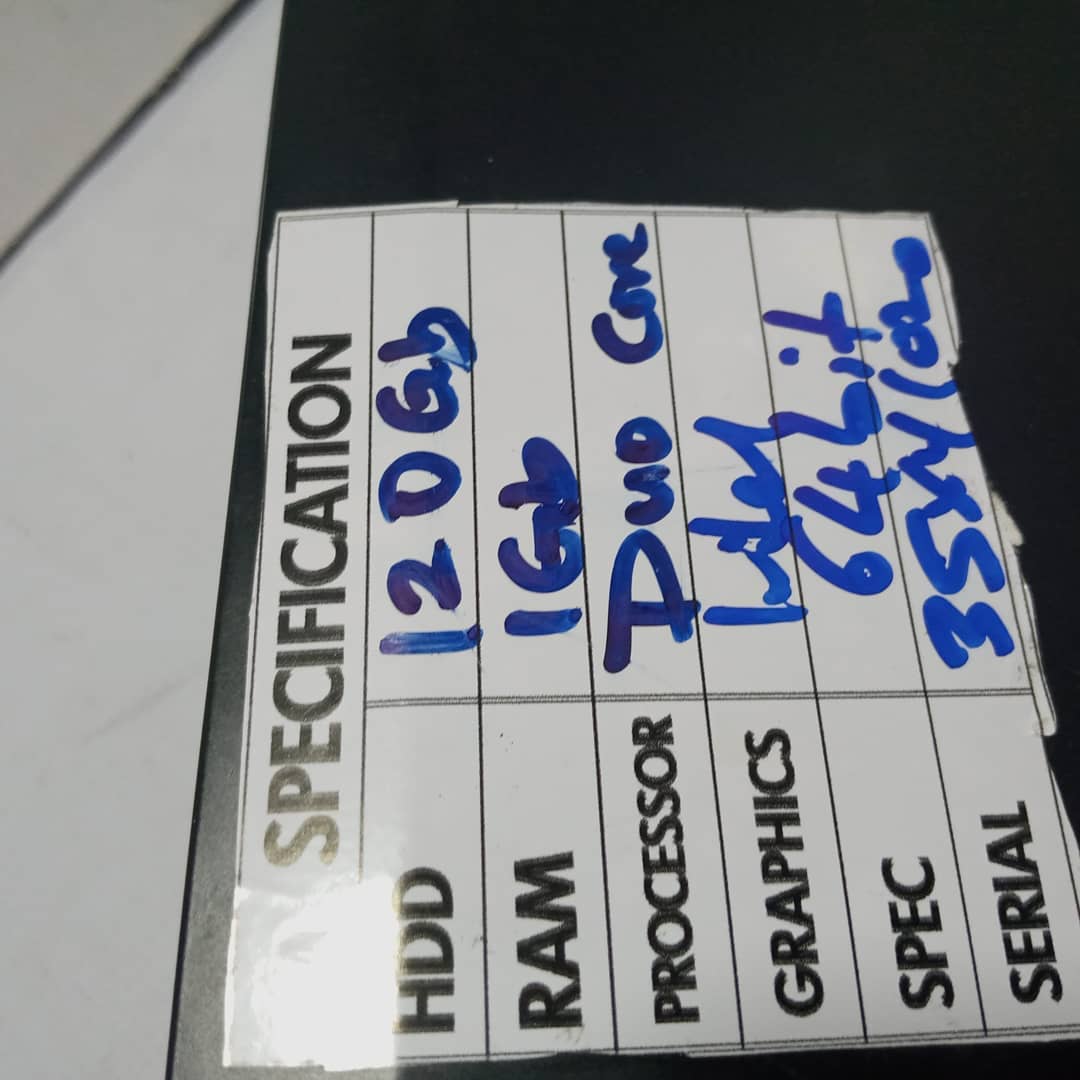 SPECIFICATION
HDD 120Gb
RAM 1Gb
PROCESSOR Duo Core
GRAPHICS Intel
SPEC 64bit
SERIAL